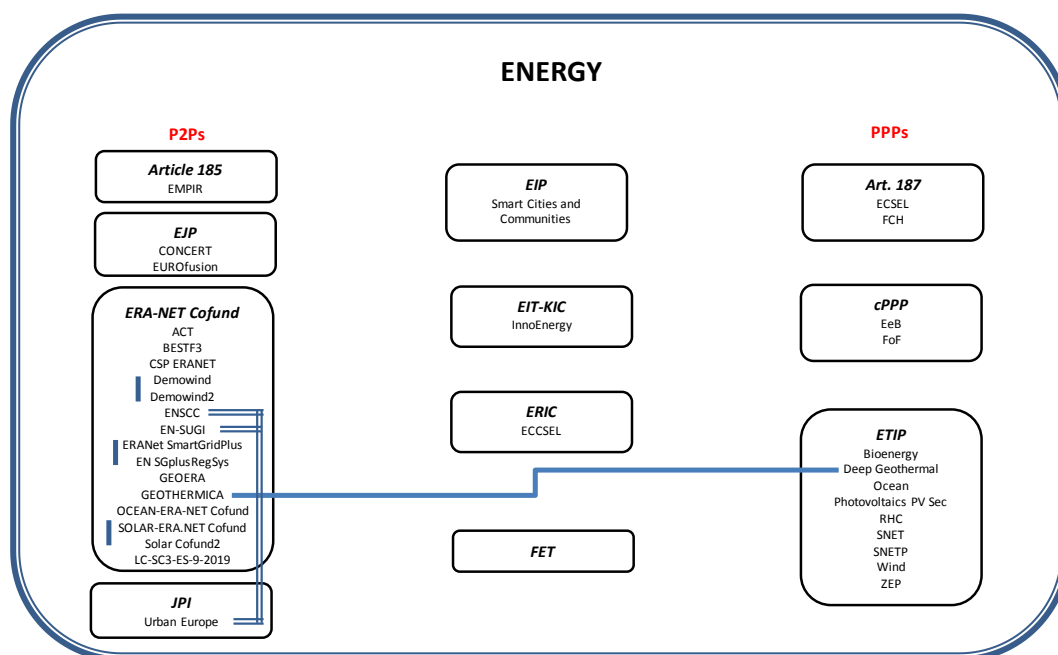 ENERGY
P2Ps
Article 185
EMPIR
EJP
CONCERT
EUROfusion
ERA-NET Cofund
ACT
BESTF3
CSP ERANET
Demowind
Demowind2
ENSCC
EN-SUGI
ERANet SmartGridPlus
EN SGplusRegSys
GEOERA
GEOTHERMICA
OCEAN-ERA-NET Cofund
SOLAR-ERA.NET Cofund
Solar Cofund2
LC-SC3-ES-9-2019
JPI
Urban Europe
EIP
Smart Cities and
Communities
EIT-KIC
InnoEnergy
ERIC
ECCSEL
FET
PPPs
Art. 187
ECSEL
FCH
cPPP
EeB
FoF
ETIP
Bioenergy
Deep Geothermal
Ocean
Photovoltaics PV Sec
RHC
SNET
SNETP
Wind
ZEP